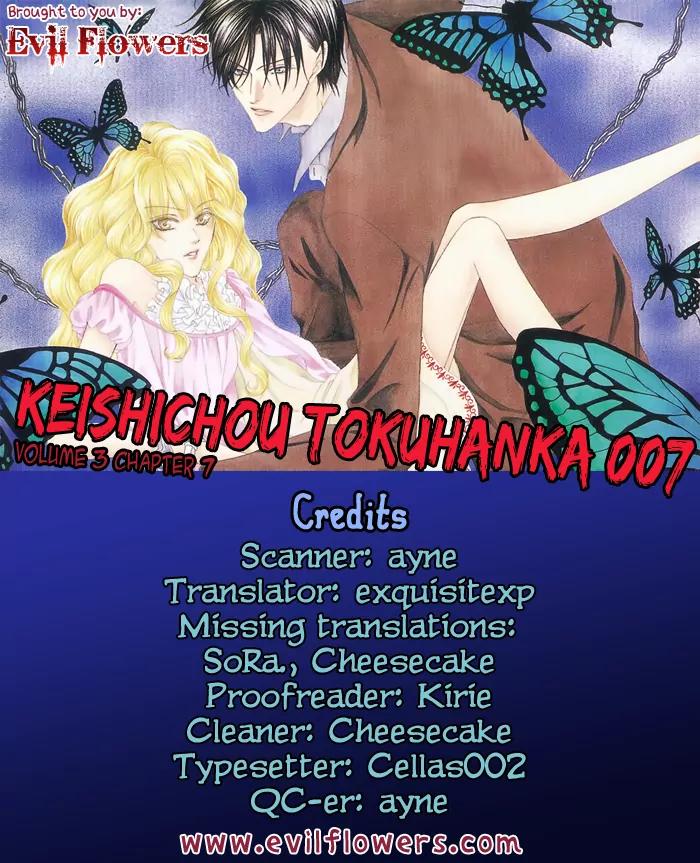 Brought to you by:
Evil Flowers
KEISHICHOU TOKUHANKA 007
VOLUME 3 CHAPTER 7
Credits
Scanner: ayne
Translator: exquisitexp
Missing translations:
SoRa., Cheesecake
Proofreader: Kirie
Cleaner: Cheesecake
Typesetter: Cellas002
QC-er: ayne
www.evilflowers.com